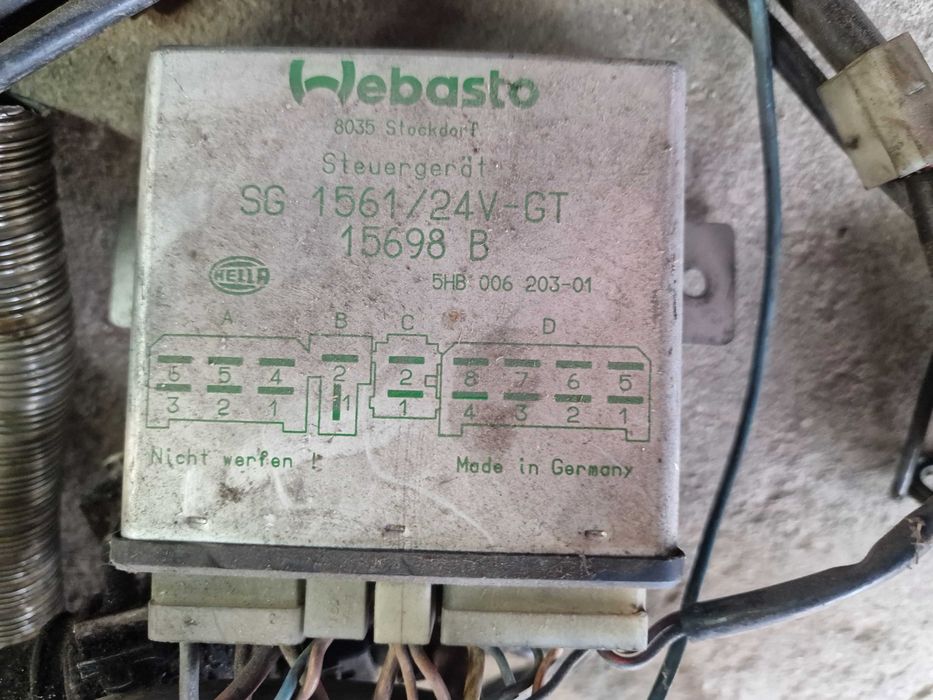 Webasto
8035 Stockdorf
Steuergerät
SG 1561/24V-GT
15698 B
HELLA
5HB 006 203-01
A B C D
6 5 4 2 2 8 7 6 5
3 2 1 1 1 4 3 2 1
Nicht werfen ! Made in Germany